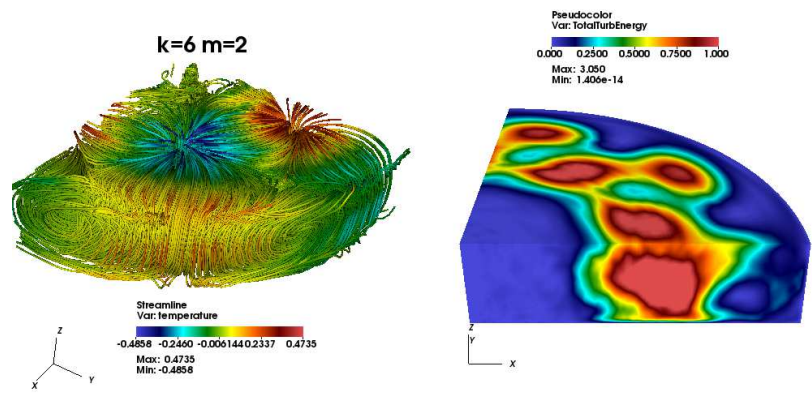 k=6 m=2
Streamline
Var: temperature
-0.4858 -0.2460 -0.006144 0.2337 0.4735
Max: 0.4735
Min: -0.4858
Z
X
Y
Pseudocolor
Var: TotalTurbEnergy
0.000 0.2500 0.5000 0.7500 1.000
Max: 3.050
Min: 1.406e-14
Z
Y
X